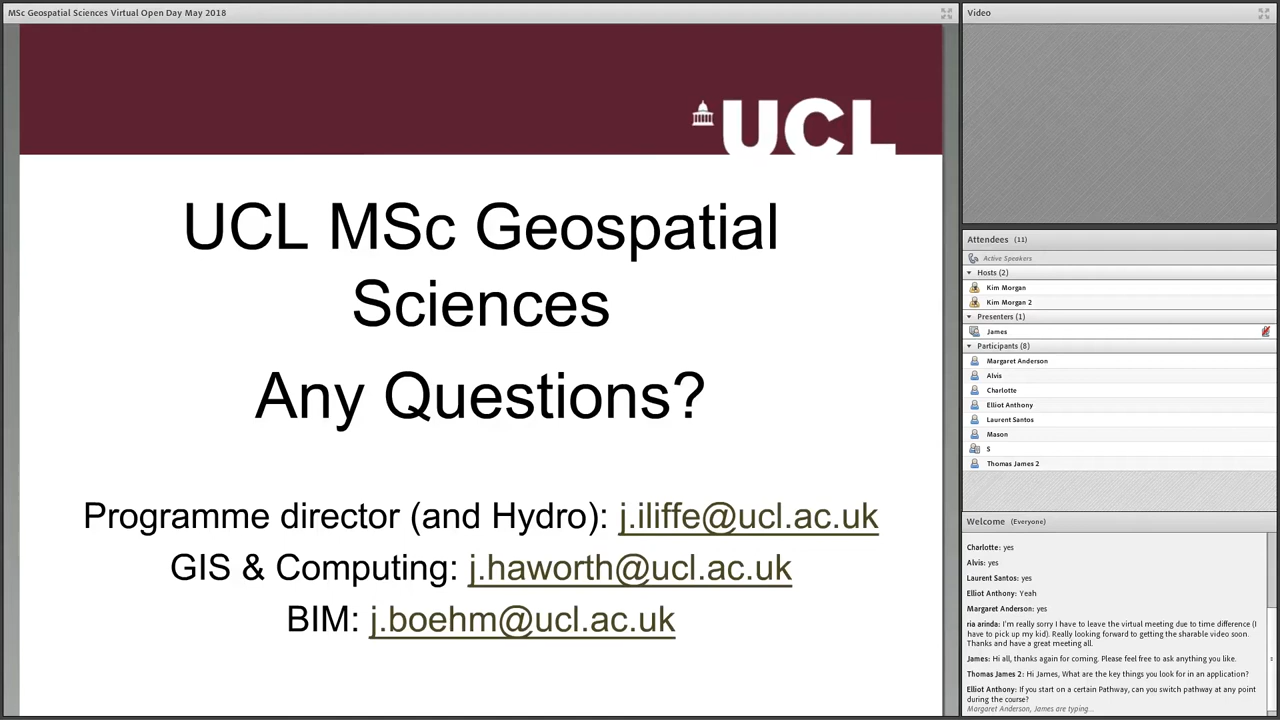 MSc Geospatial Sciences Virtual Open Day May 2018
UCL
UCL MSc Geospatial
Sciences
Any Questions?
Programme director (and Hydro): j.iliffe@ucl.ac.uk
GIS & Computing: j.haworth@ucl.ac.uk
BIM: j.boehm@ucl.ac.uk
Video
Attendees (11)
Active Speakers
Hosts (2)
Kim Morgan
Kim Morgan 2
Presenters (1)
James
Participants (8)
Margaret Anderson
Alvis
Charlotte
Elliot Anthony
Laurent Santos
Mason
S
Thomas James 2
Welcome (Everyone)
Charlotte: yes
Alvis: yes
Laurent Santos: yes
Elliot Anthony: Yeah
Margaret Anderson: yes
ria arinda: I'm really sorry I have to leave the virtual meeting due to time difference (I
have to pick up my kid). Really looking forward to getting the sharable video soon.
Thanks and have a great meeting all.
James: Hi all, thanks again for coming. Please feel free to ask anything you like.
Thomas James 2: Hi James, What are the key things you look for in an application?
Elliot Anthony: If you start on a certain Pathway, can you switch pathway at any point
during the course?
Margaret Anderson, James are typing...